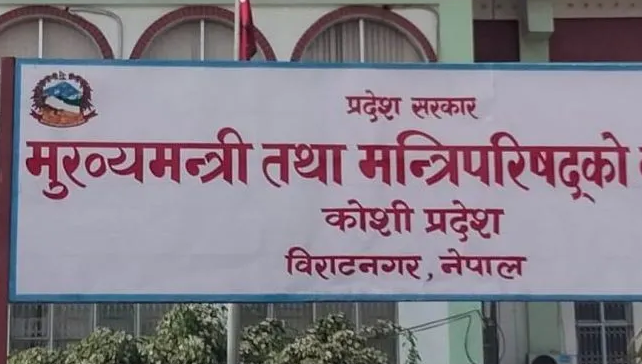 प्रदेश सरकार
मुख्यमन्त्री तथा मन्त्रिपरिषद्को
कोशी प्रदेश
विराटनगर, नेपाल